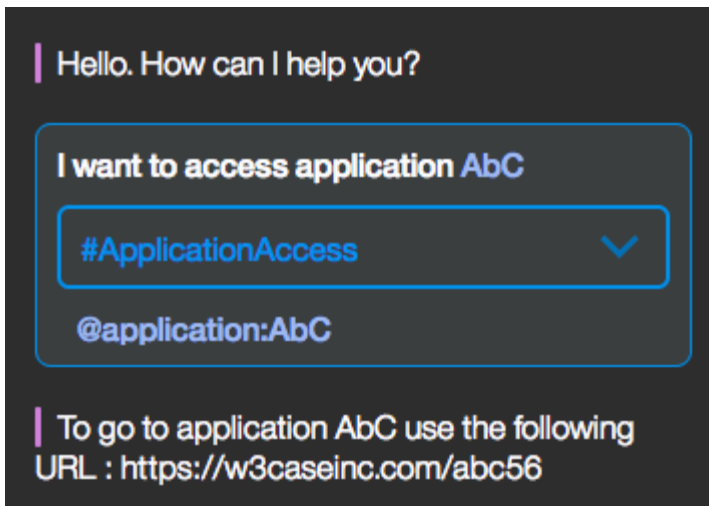 Hello. How can I help you?
I want to access application AbC
#ApplicationAccess
@application:AbC
To go to application AbC use the following
URL : https://w3caseinc.com/abc56